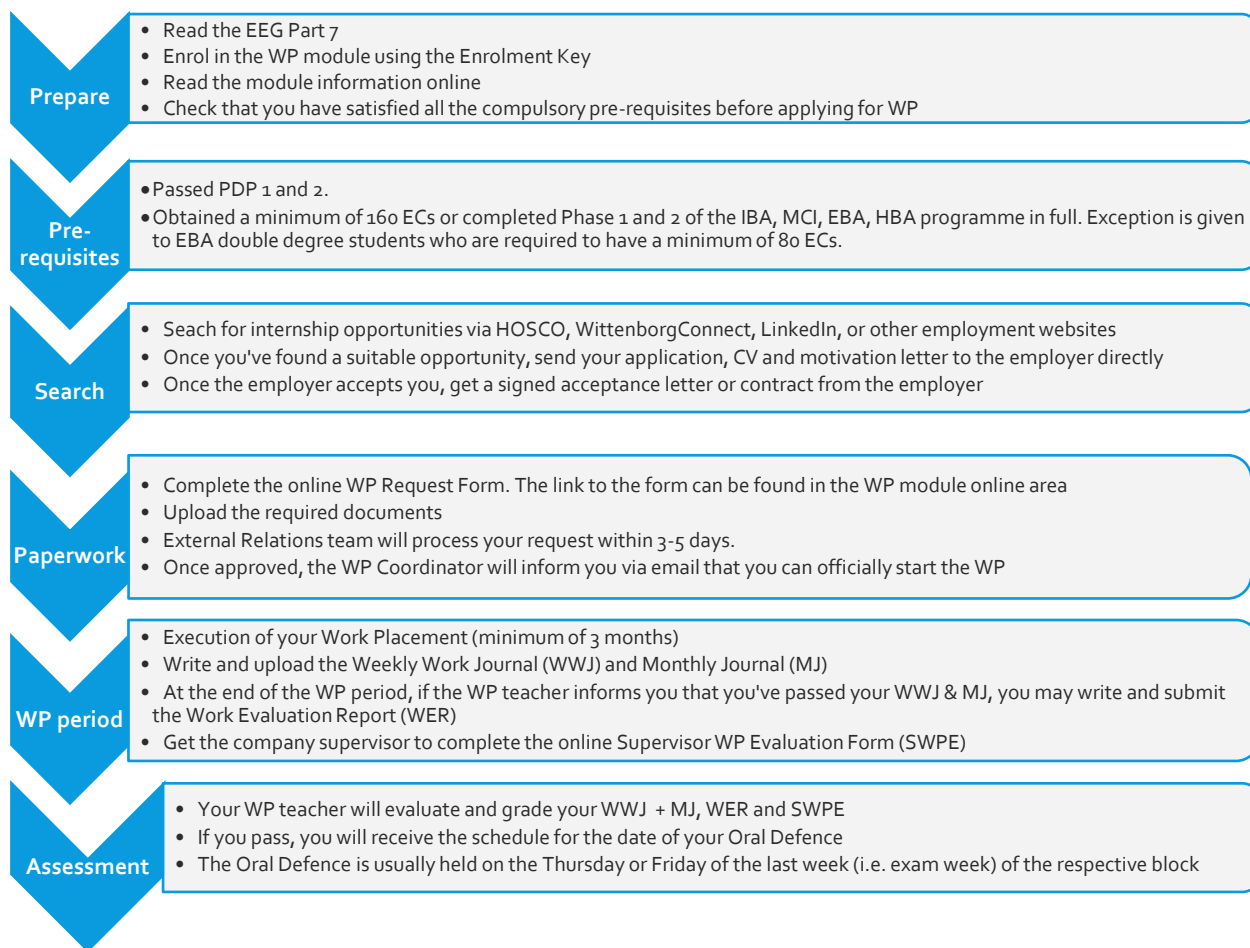 Prepare
• Read the EEG Part 7
• Enrol in the WP module using the Enrolment Key
• Read the module information online
• Check that you have satisfied all the compulsory pre-requisites before applying for WP
Pre-
requisites
•Passed PDP 1 and 2.
•Obtained a minimum of 160 ECs or completed Phase 1 and 2 of the IBA, MCI, EBA, HBA programme in full. Exception is given
to EBA double degree students who are required to have a minimum of 80 ECs.
Search
• Seach for internship opportunities via HOSCO, WittenborgConnect, LinkedIn, or other employment websites
• Once you've found a suitable opportunity, send your application, CV and motivation letter to the employer directly
• Once the employer accepts you, get a signed acceptance letter or contract from the employer
Paperwork
• Complete the online WP Request Form. The link to the form can be found in the WP module online area
• Upload the required documents
• External Relations team will process your request within 3-5 days.
• Once approved, the WP Coordinator will inform you via email that you can officially start the WP
WP period
• Execution of your Work Placement (minimum of 3 months)
• Write and upload the Weekly Work Journal (WWJ) and Monthly Journal (MJ)
• At the end of the WP period, if the WP teacher informs you that you've passed your WWJ & MJ, you may write and submit
the Work Evaluation Report (WER)
• Get the company supervisor to complete the online Supervisor WP Evaluation Form (SWPE)
Assessment
• Your WP teacher will evaluate and grade your WWJ + MJ, WER and SWPE
• If you pass, you will receive the schedule for the date of your Oral Defence
• The Oral Defence is usually held on the Thursday or Friday of the last week (i.e. exam week) of the respective block